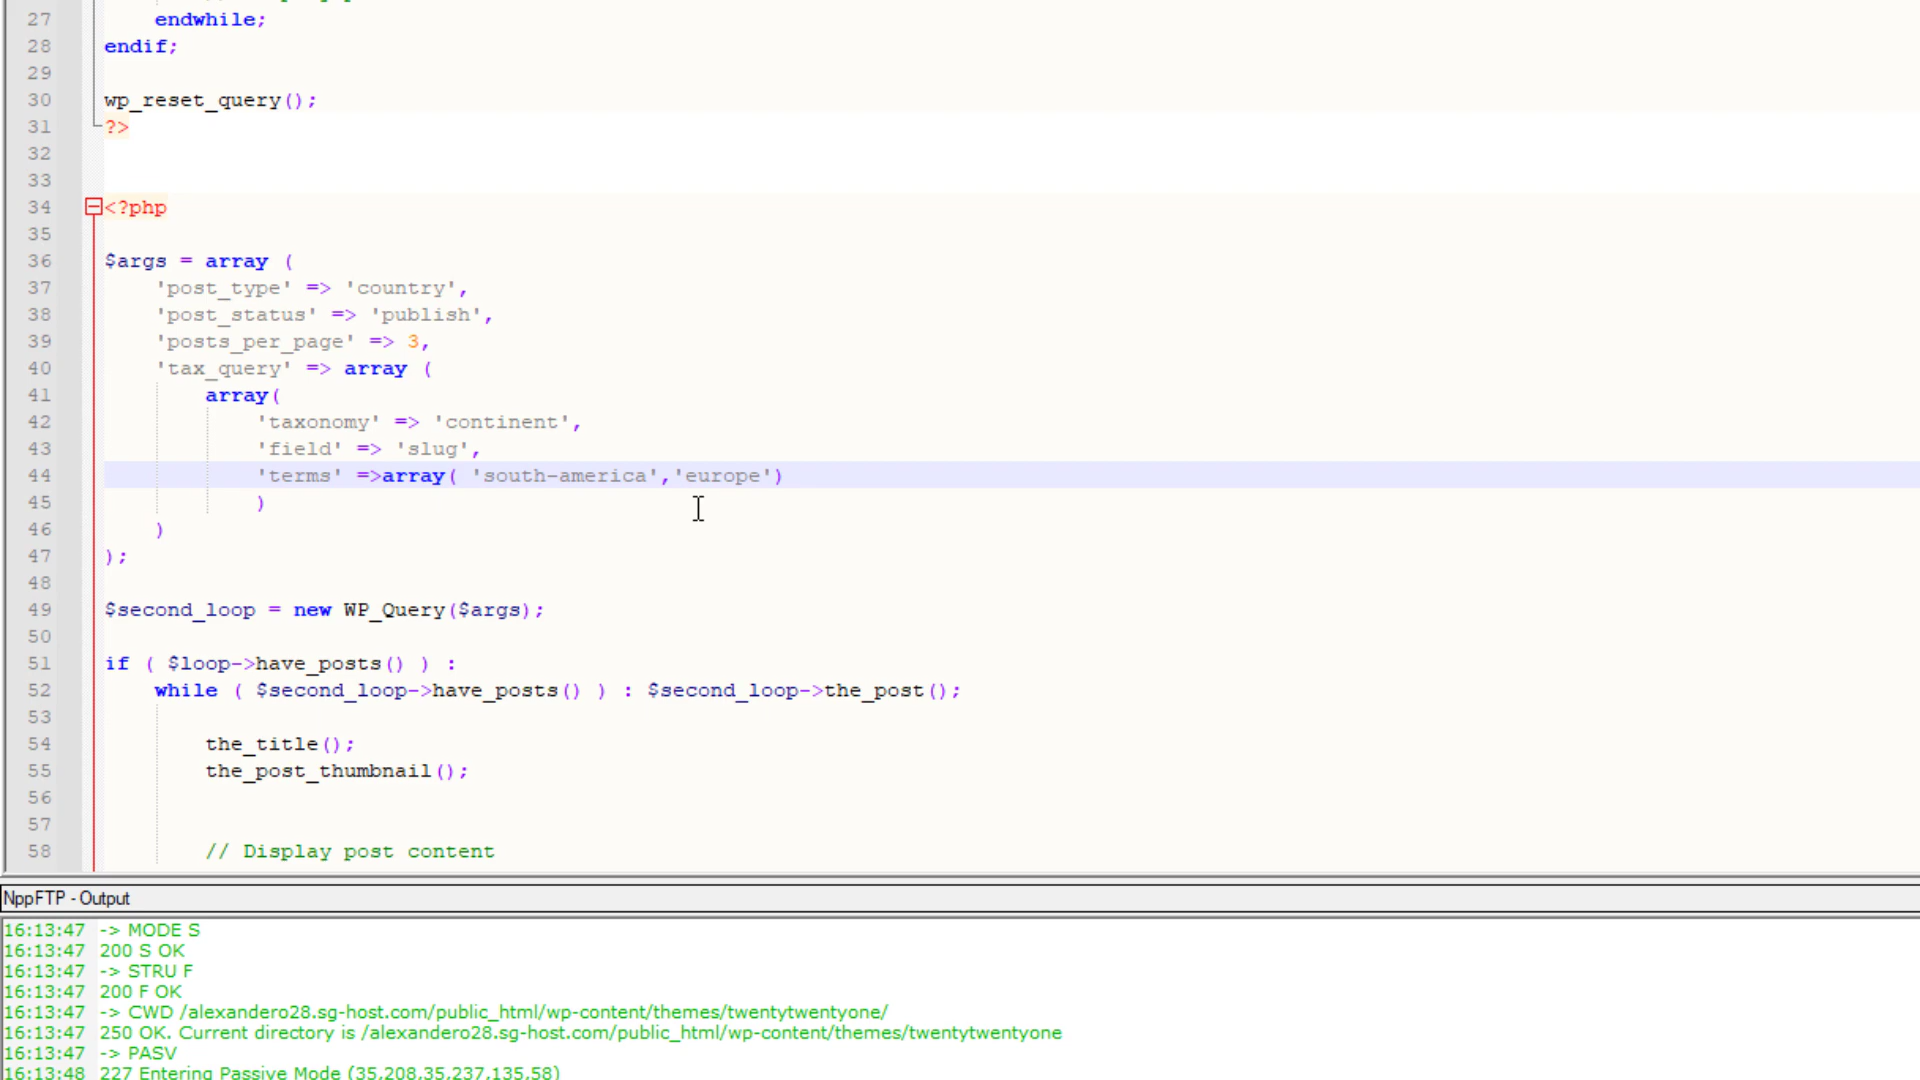 27 endwhile;
28 endif;
29
30 wp_reset_query();
31 ?>
32
33
34 <?php
35
36 $args = array (
37 'post_type' => 'country',
38 'post_status' => 'publish',
39 'posts_per_page' => 3,
40 'tax_query' => array (
41 array(
42 'taxonomy' => 'continent',
43 'field' => 'slug',
44 'terms' =>array( 'south-america','europe')
45 )
46 )
47 );
48
49 $second_loop = new WP_Query($args);
50
51 if ( $loop->have_posts() ) :
52 while ( $second_loop->have_posts() ) : $second_loop->the_post();
53
54 the_title();
55 the_post_thumbnail();
56
57
58 // Display post content
NppFTP - Output
16:13:47 -> MODE S
16:13:47 200 S OK
16:13:47 -> STRU F
16:13:47 200 F OK
16:13:47 -> CWD /alexandero28.sg-host.com/public_html/wp-content/themes/twentytwentyone/
16:13:47 250 OK. Current directory is /alexandero28.sg-host.com/public_html/wp-content/themes/twentytwentyone
16:13:47 -> PASV
16:13:48 227 Entering Passive Mode (35,208,35,237,135,58)